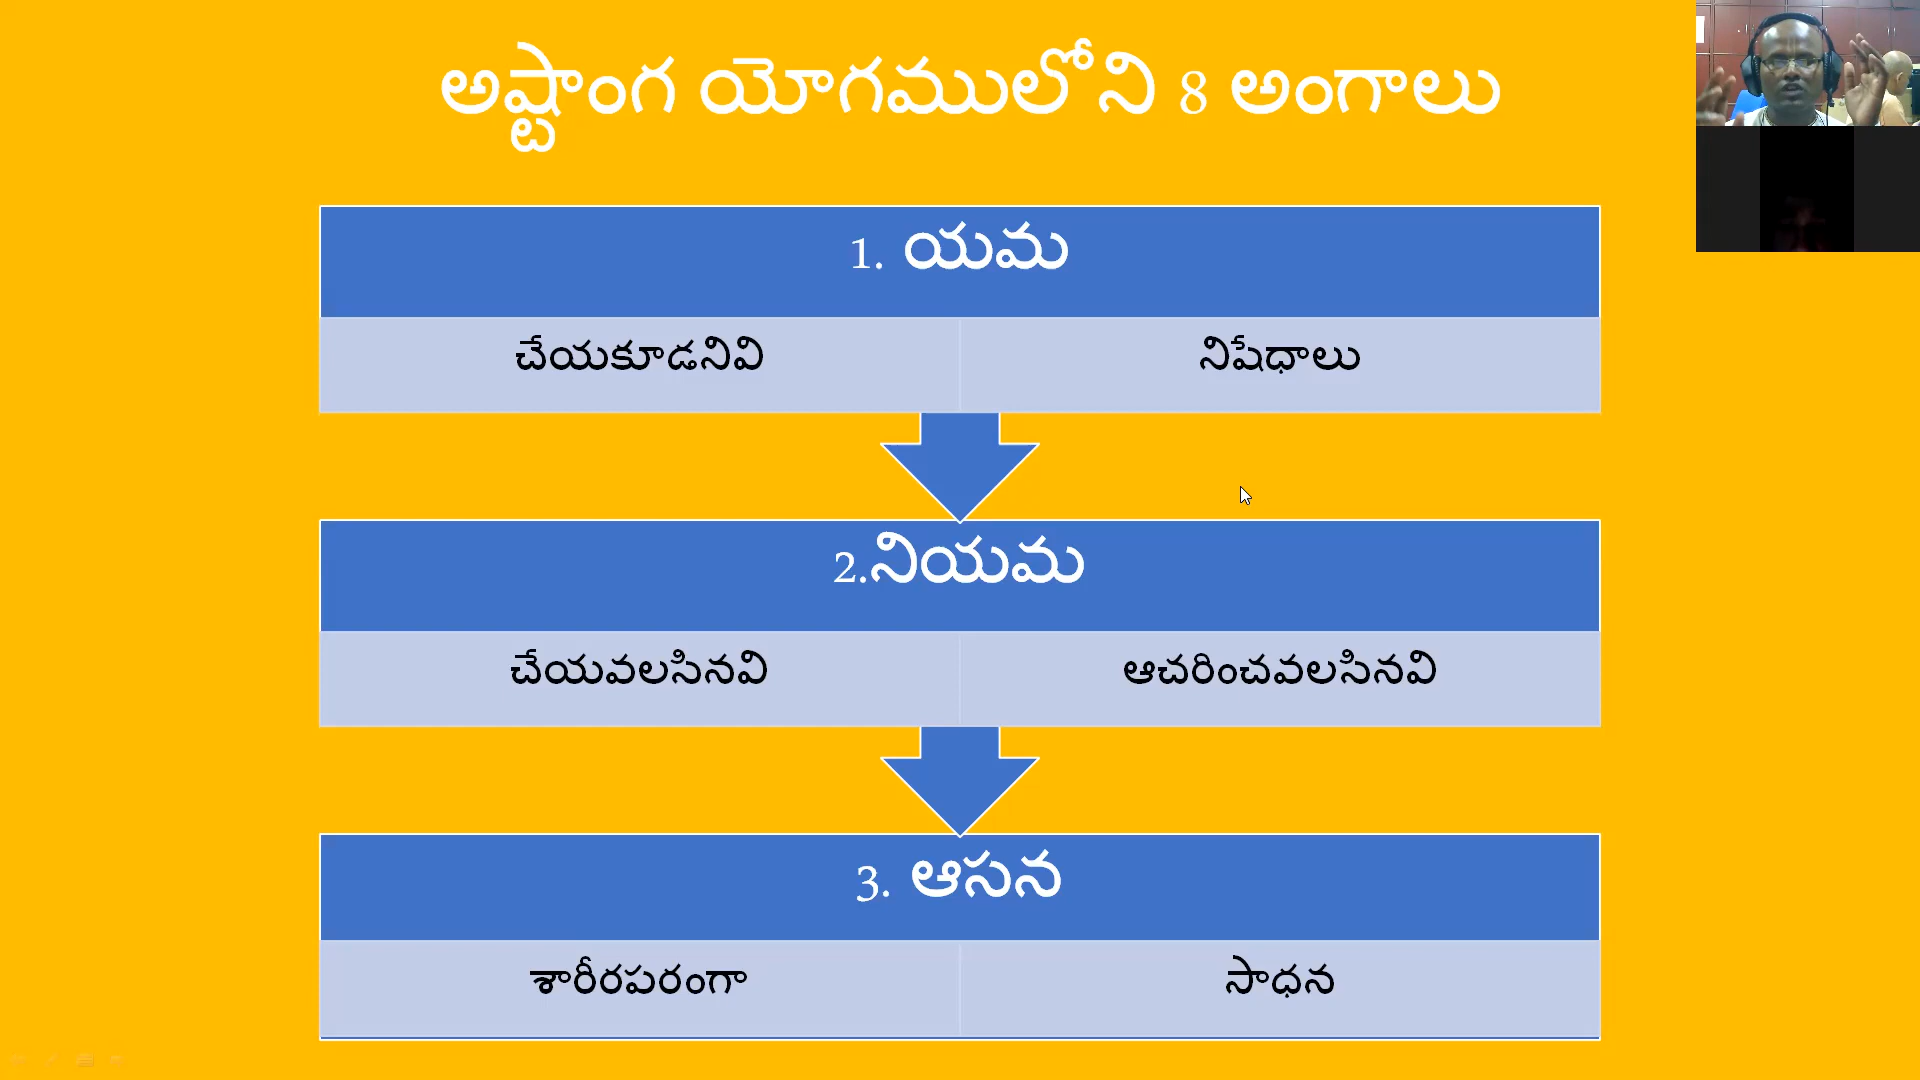 అష్టాంగ యోగములోని 8 అంగాలు
1. యమ
చేయకూడనివి నిషేధాలు
2.నియమ
చేయవలసినవి ఆచరించవలసినవి
3. ఆసన
శారీరపరంగా సాధన